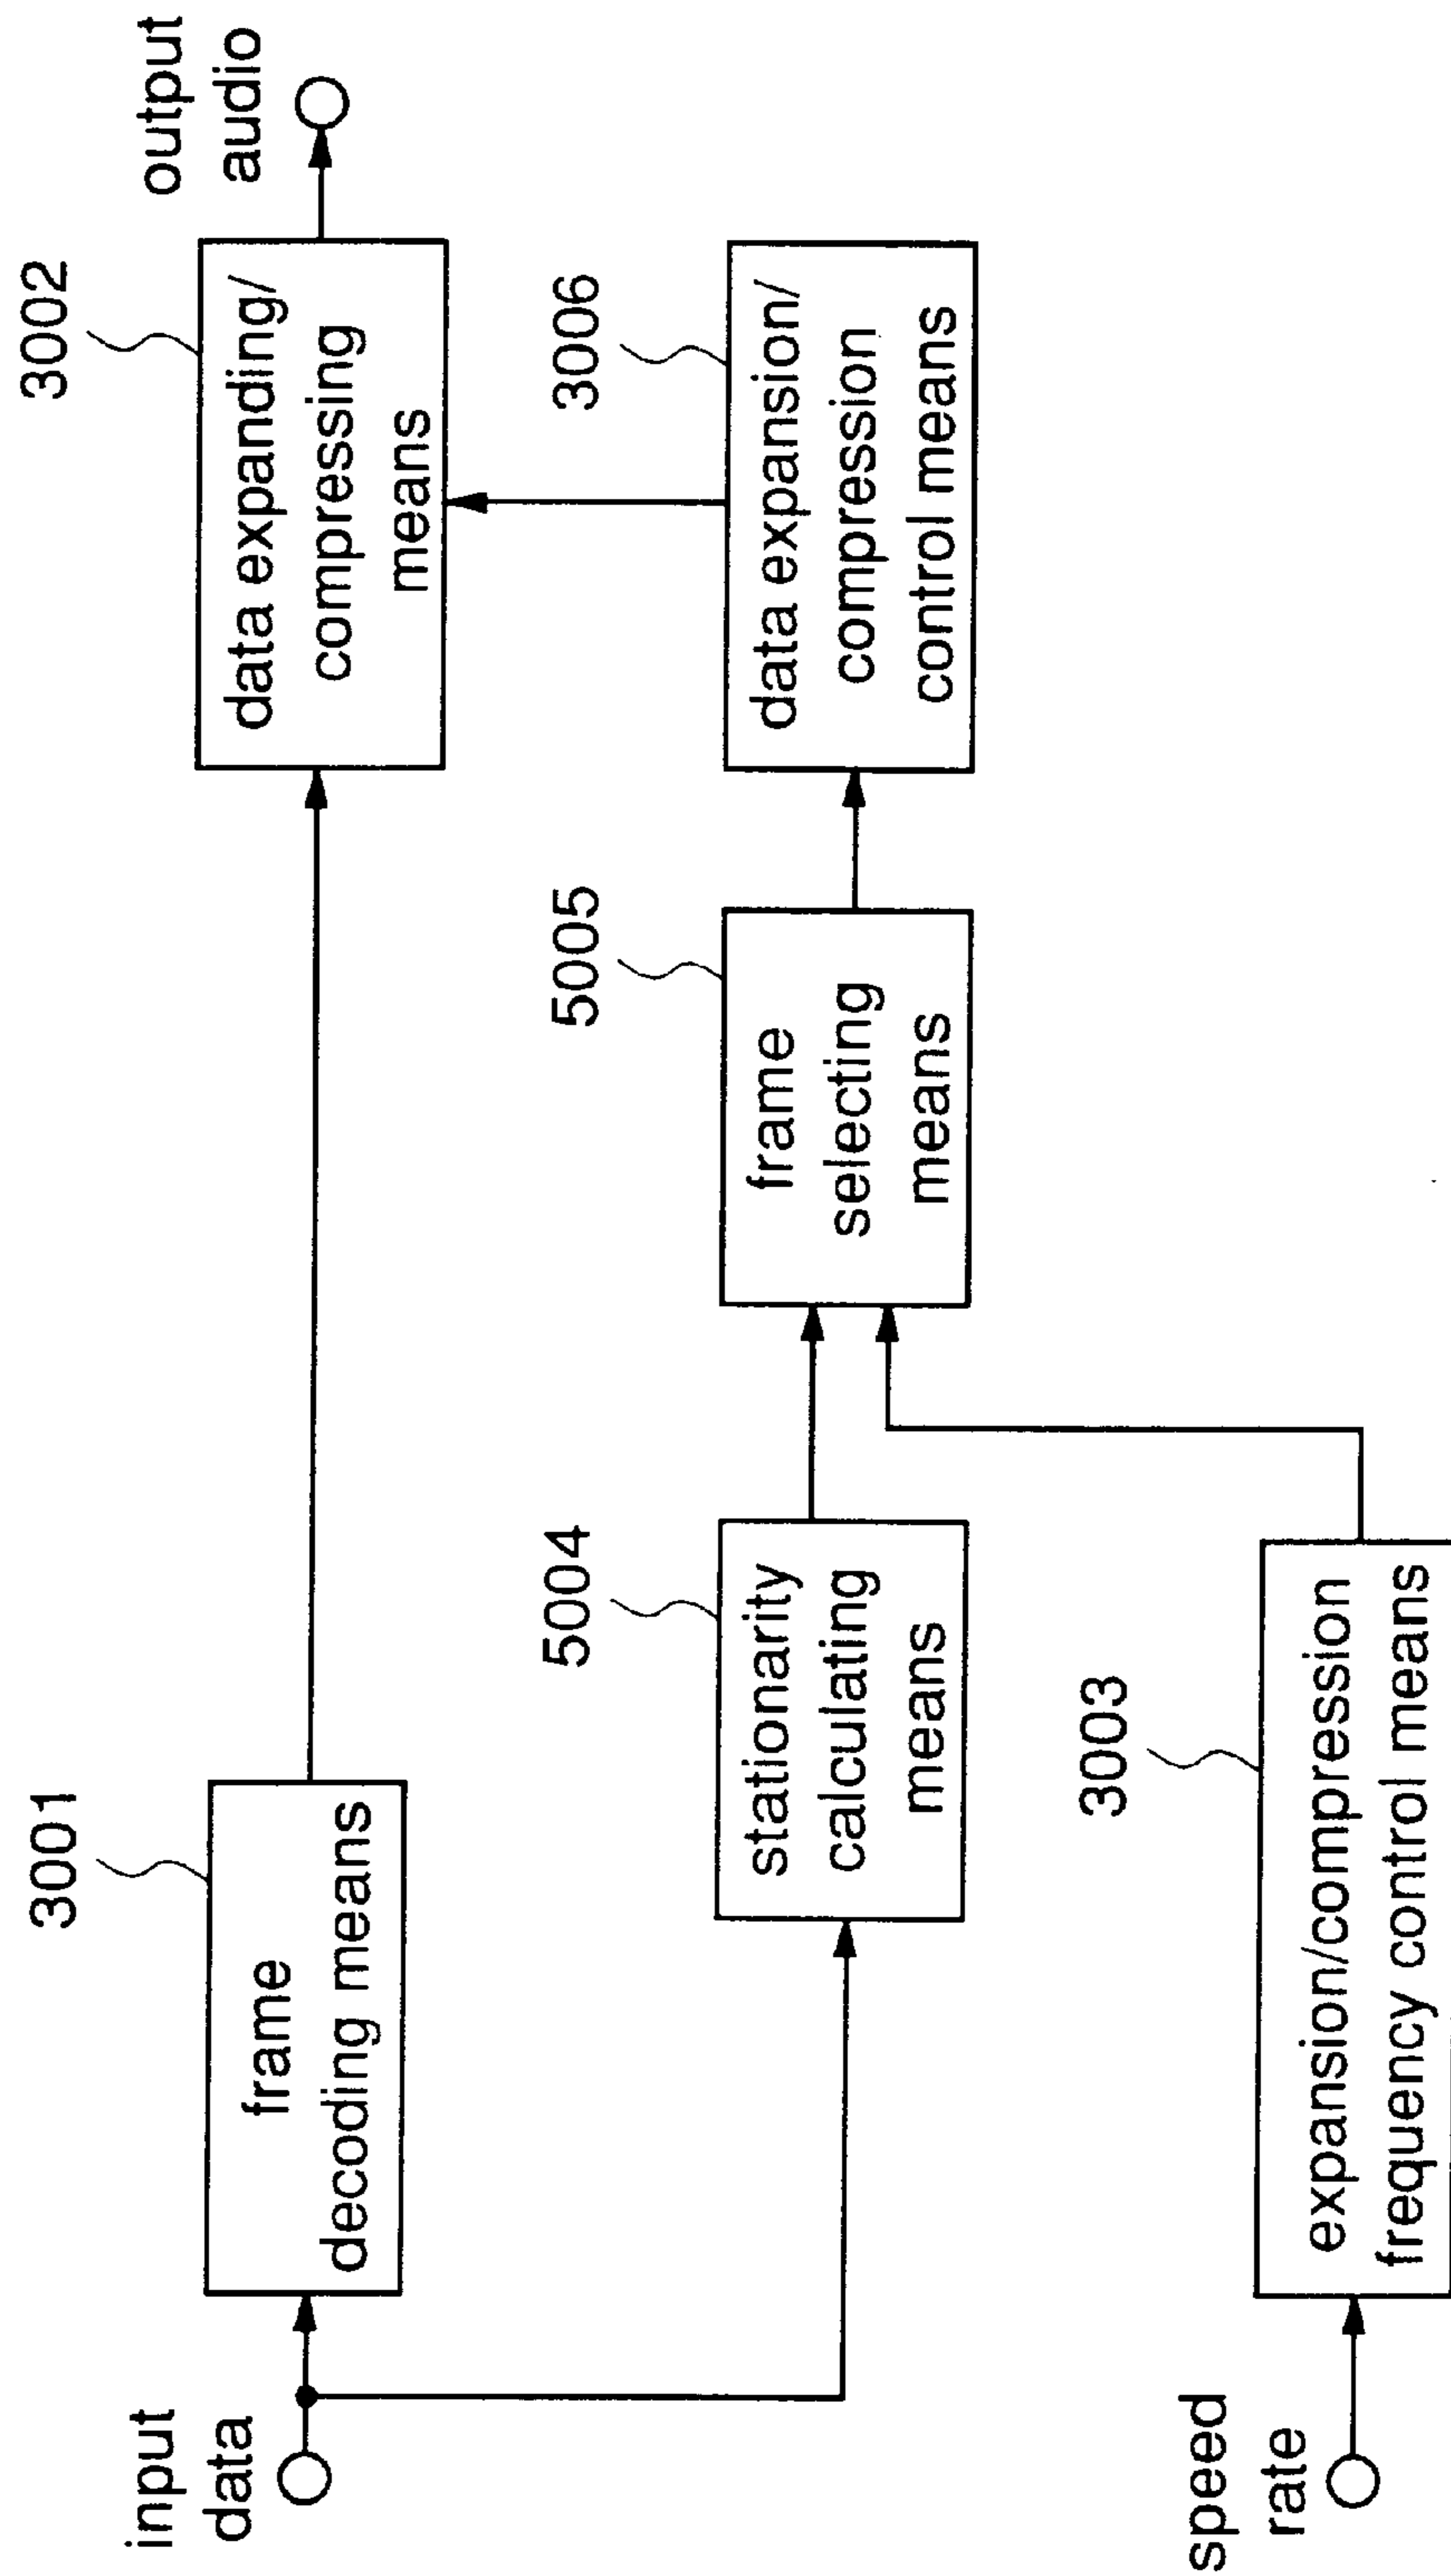 input
data
3001
frame
decoding means
3002
data expanding/
compressing
means
output
audio
5004
stationarity
calculating
means
5005
frame
selecting
means
3006
data expansion/
compression
control means
speed
rate
3003
expansion/compression
frequency control means